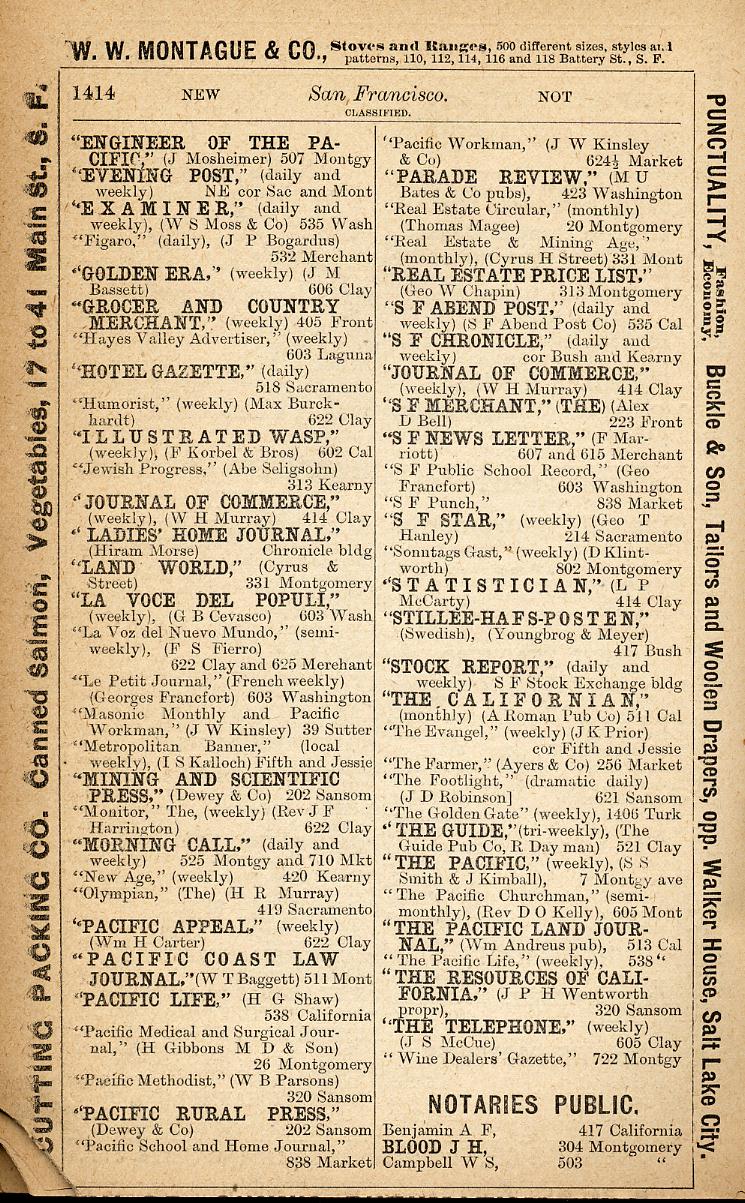 W. W. MONTAGUE & CO., Stoves and Ranges, 500 different sizes, styles and
patterns, 110, 112, 114, 116 and 118 Battery St., S. F.
1414 NEW San Francisco. NOT
CLASSIFIED.
"ENGINEER OF THE PA-
CIFIC," (J Mosheimer) 507 Montgy
"EVENING POST," (daily and
weekly) NE cor Sac and Mont
"EXAMINER," (daily and
weekly), (W S Moss & Co) 535 Wash
"Figaro," (daily), (J P Bogardus)
532 Merchant
"GOLDEN ERA," (weekly) (J M
Bassett) 606 Clay
"GROCER AND COUNTRY
MERCHANT," (weekly) 405 Front
"Hayes Valley Advertiser," (weekly)
603 Laguna
"HOTEL GAZETTE," (daily)
518 Sacramento
"Humorist," (weekly) (Max Burck-
hardt) 622 Clay
"ILLUSTRATED WASP,"
(weekly), (F Korbel & Bros) 602 Cal
"Jewish Progress," (Abe Seligsohn)
313 Kearny
"JOURNAL OF COMMERCE,"
(weekly), (W H Murray) 414 Clay
"LADIES' HOME JOURNAL,"
(Hiram Morse) Chronicle bldg
"LAND WORLD," (Cyrus &
Street) 331 Montgomery
"LA VOCE DEL POPULI,"
(weekly), (G B Cevasco) 603 Wash
"La Voz del Nuevo Mundo," (semi-
weekly), (F S Fierro)
622 Clay and 625 Merchant
"Le Petit Journal," (French weekly)
(Georges Francfort) 603 Washington
"Masonic Monthly and Pacific
Workman," (J W Kinsley) 39 Sutter
"Metropolitan Banner," (local
weekly), (I S Kalloch) Fifth and Jessie
"MINING AND SCIENTIFIC
PRESS," (Dewey & Co) 202 Sansom
"Monitor," The, (weekly) (Rev J F
Harrington) 622 Clay
"MORNING CALL," (daily and
weekly) 525 Montgy and 710 Mkt
"New Age," (weekly) 420 Kearny
"Olympian," (The) (H R Murray)
419 Sacramento
"PACIFIC APPEAL," (weekly)
(Wm H Carter) 622 Clay
"PACIFIC COAST LAW
JOURNAL," (W T Baggett) 511 Mont
"PACIFIC LIFE," (H G Shaw)
538 California
"Pacific Medical and Surgical Jour-
nal," (H Gibbons M D & Son)
26 Montgomery
"Pacific Methodist," (W B Parsons)
320 Sansom
"PACIFIC RURAL PRESS,"
(Dewey & Co) 202 Sansom
"Pacific School and Home Journal,"
838 Market
"Pacific Workman," (J W Kinsley
& Co) 624½ Market
"PARADE REVIEW," (M U
Bates & Co pubs), 423 Washington
"Real Estate Circular," (monthly)
(Thomas Magee) 20 Montgomery
"Real Estate & Mining Age,"
(monthly), (Cyrus H Street) 331 Mont
"REAL ESTATE PRICE LIST,"
(Geo W Chapin) 313 Montgomery
"S F ABEND POST," (daily and
weekly) (S F Abend Post Co) 535 Cal
"S F CHRONICLE," (daily and
weekly) cor Bush and Kearny
"JOURNAL OF COMMERCE,"
(weekly), (W H Murray) 414 Clay
"S F MERCHANT," (THE) (Alex
D Bell) 223 Front
"S F NEWS LETTER," (F Mar-
riott) 607 and 615 Merchant
"S F Public School Record," (Geo
Francfort) 603 Washington
"S F Punch," 838 Market
"S F STAR," (weekly) (Geo T
Hanley) 214 Sacramento
"Sonntags Gast," (weekly) (D Klint-
worth) 802 Montgomery
"STATISTICIAN," (L P
McCarty) 414 Clay
"STILLEE-HAFS-POSTEN,"
(Swedish), (Youngbrog & Meyer)
417 Bush
"STOCK REPORT," (daily and
weekly) S F Stock Exchange bldg
"THE CALIFORNIAN,"
(monthly) (A Roman Pub Co) 511 Cal
"The Evangel," (weekly) (J K Prior)
cor Fifth and Jessie
"The Farmer," (Ayers & Co) 256 Market
"The Footlight," (dramatic daily)
(J D Robinson] 621 Sansom
"The Golden Gate" (weekly), 1406 Turk
"THE GUIDE," (tri-weekly), (The
Guide Pub Co, R Day man) 521 Clay
"THE PACIFIC," (weekly), (S S
Smith & J Kimball), 7 Montgy ave
"The Pacific Churchman," (semi-
monthly), (Rev D O Kelly), 605 Mont
"THE PACIFIC LAND JOUR-
NAL," (Wm Andreus pub), 513 Cal
"The Pacific Life," (weekly), 538 "
"THE RESOURCES OF CALI-
FORNIA," (J P H Wentworth
propr), 320 Sansom
"THE TELEPHONE," (weekly)
(J S McCue) 605 Clay
"Wine Dealers' Gazette," 722 Montgy
NOTARIES PUBLIC.
Benjamin A F, 417 California
BLOOD J H, 304 Montgomery
Campbell W S, 503 "
CUTTING PACKING CO. Canned Salmon, Vegetables, 17 to 41 Main St., S. F.
PUNCTUALITY, Fashion, Economy, Buckle & Son, Tailors and Woolen Drapers, opp. Walker House, Salt Lake City.